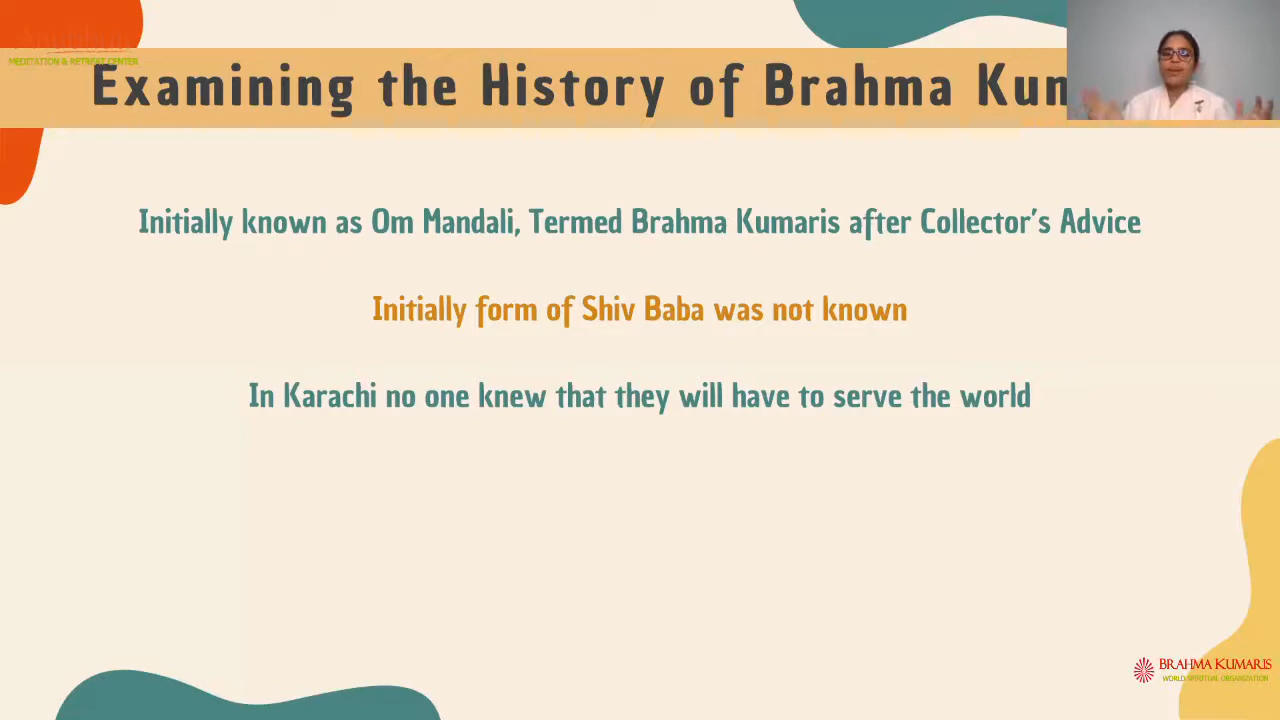 MEDITATION & RETREAT CENTER
Examining the History of Brahma
Initially known as Om Mandali, Termed Brahma Kumaris after Collector's Advice
Initially form of Shiv Baba was not known
In Karachi no one knew that they will have to serve the world
BRAHMA KUMARIS
WORLD SPIRITUAL ORGANIZATION